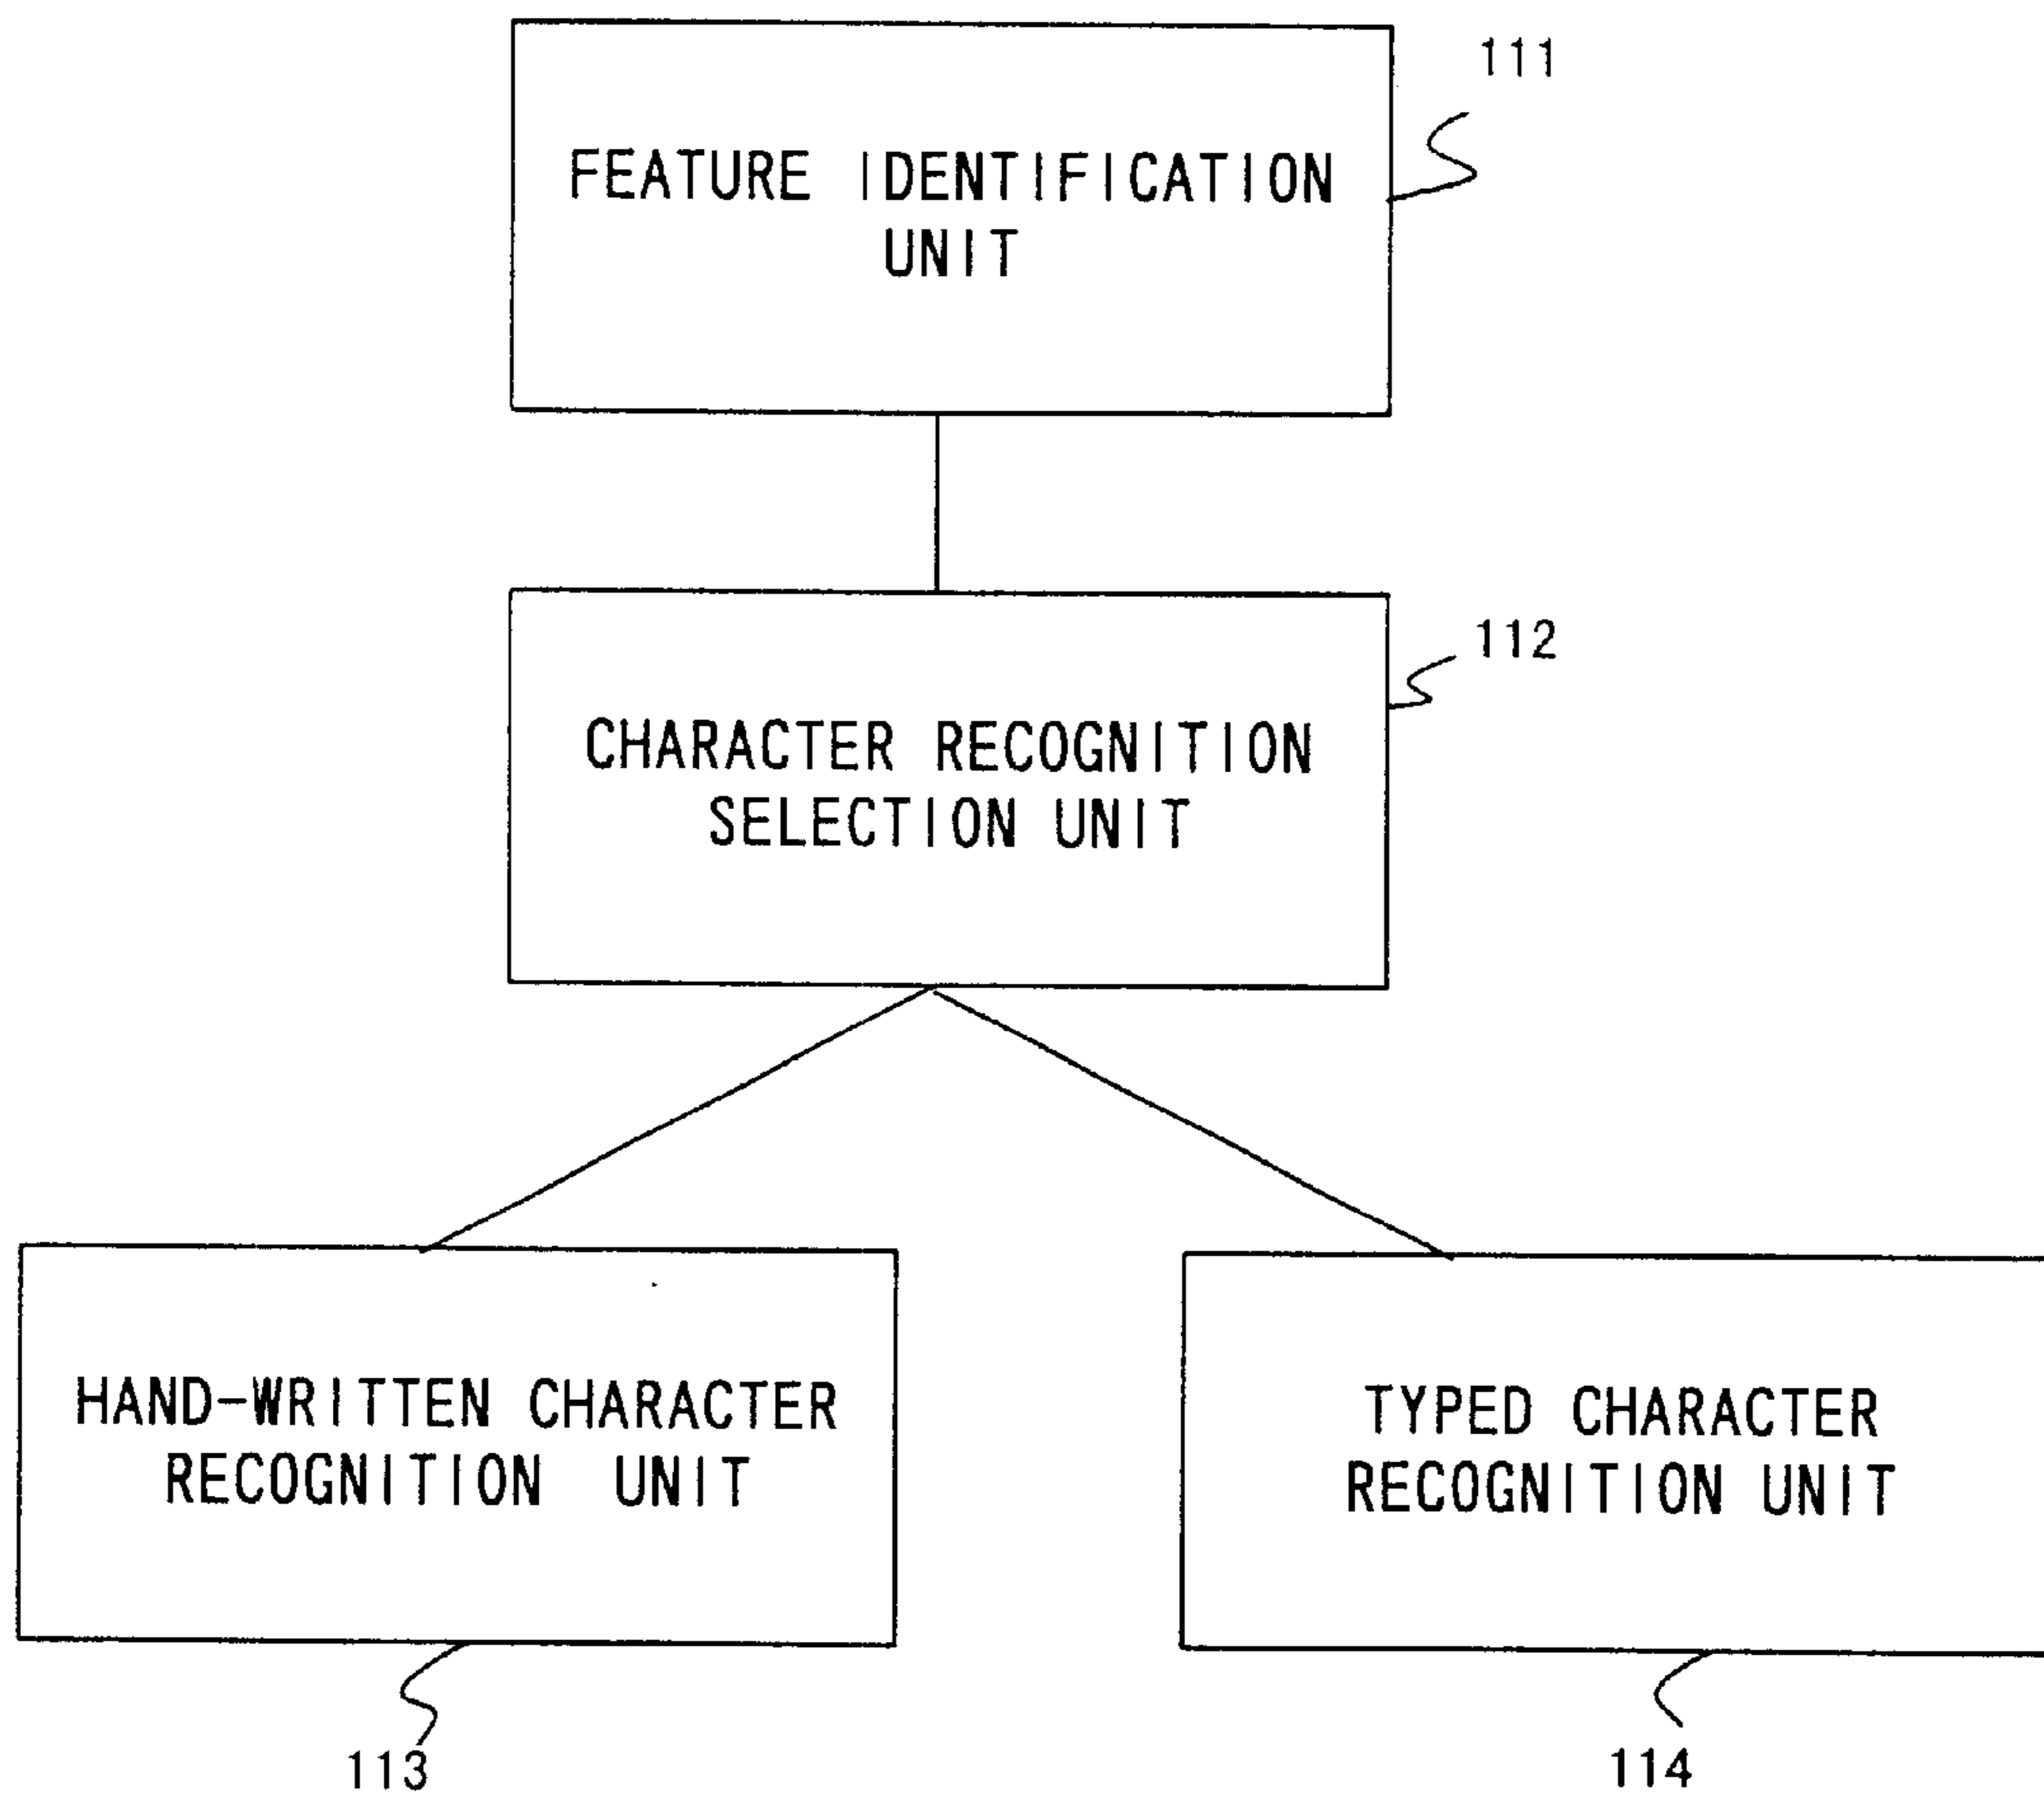 111
FEATURE IDENTIFICATION
UNIT
112
CHARACTER RECOGNITION
SELECTION UNIT
HAND-WRITTEN CHARACTER
RECOGNITION UNIT
TYPED CHARACTER
RECOGNITION UNIT
113
114